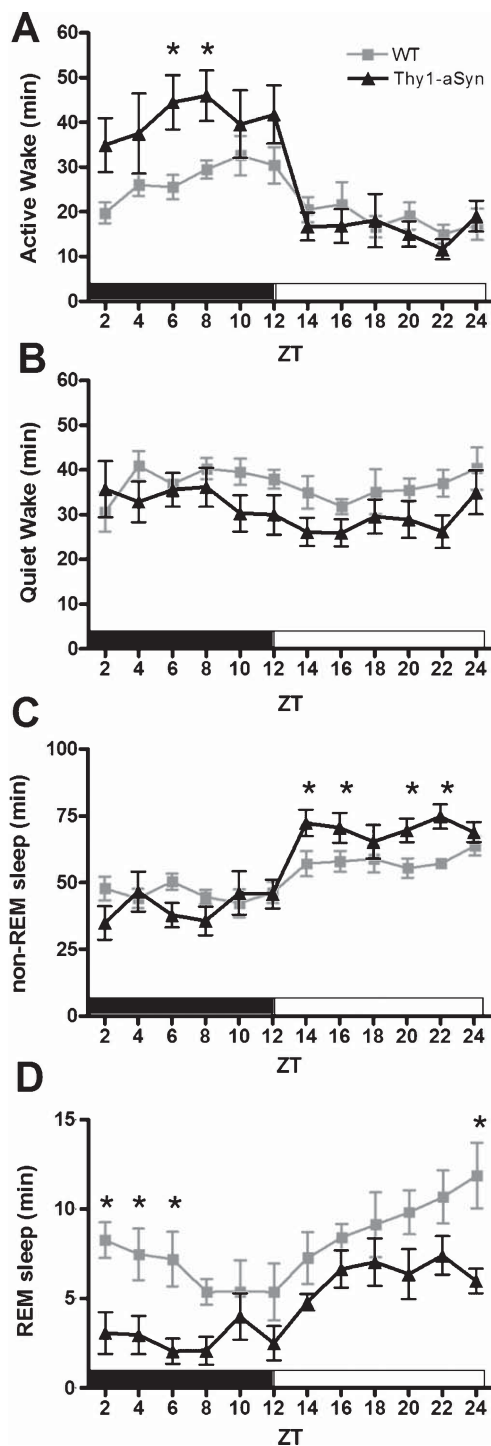 A
Active Wake (min)
60
50
40
30
20
10
0
* *
WT
Thy1-aSyn
2 4 6 8 10 12 14 16 18 20 22 24
ZT
B
Quiet Wake (min)
60
50
40
30
20
10
0
2 4 6 8 10 12 14 16 18 20 22 24
ZT
C
non-REM sleep (min)
100
75
50
25
0
* * * *
2 4 6 8 10 12 14 16 18 20 22 24
ZT
D
REM sleep (min)
15
10
5
0
* * * *
2 4 6 8 10 12 14 16 18 20 22 24
ZT